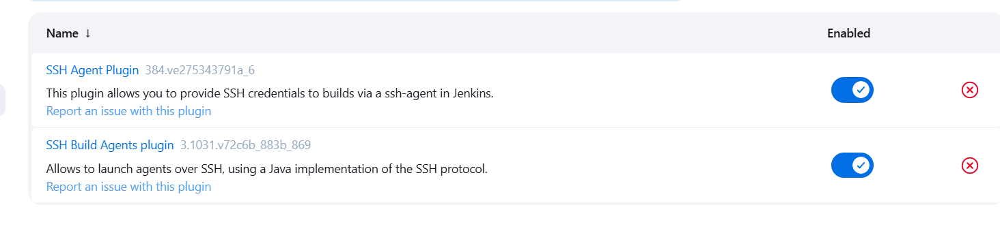 Name ↓ Enabled
SSH Agent Plugin 384.ve275343791a_6
This plugin allows you to provide SSH credentials to builds via a ssh-agent in Jenkins.
Report an issue with this plugin
SSH Build Agents plugin 3.1031.v72c6b_883b_869
Allows to launch agents over SSH, using a Java implementation of the SSH protocol.
Report an issue with this plugin